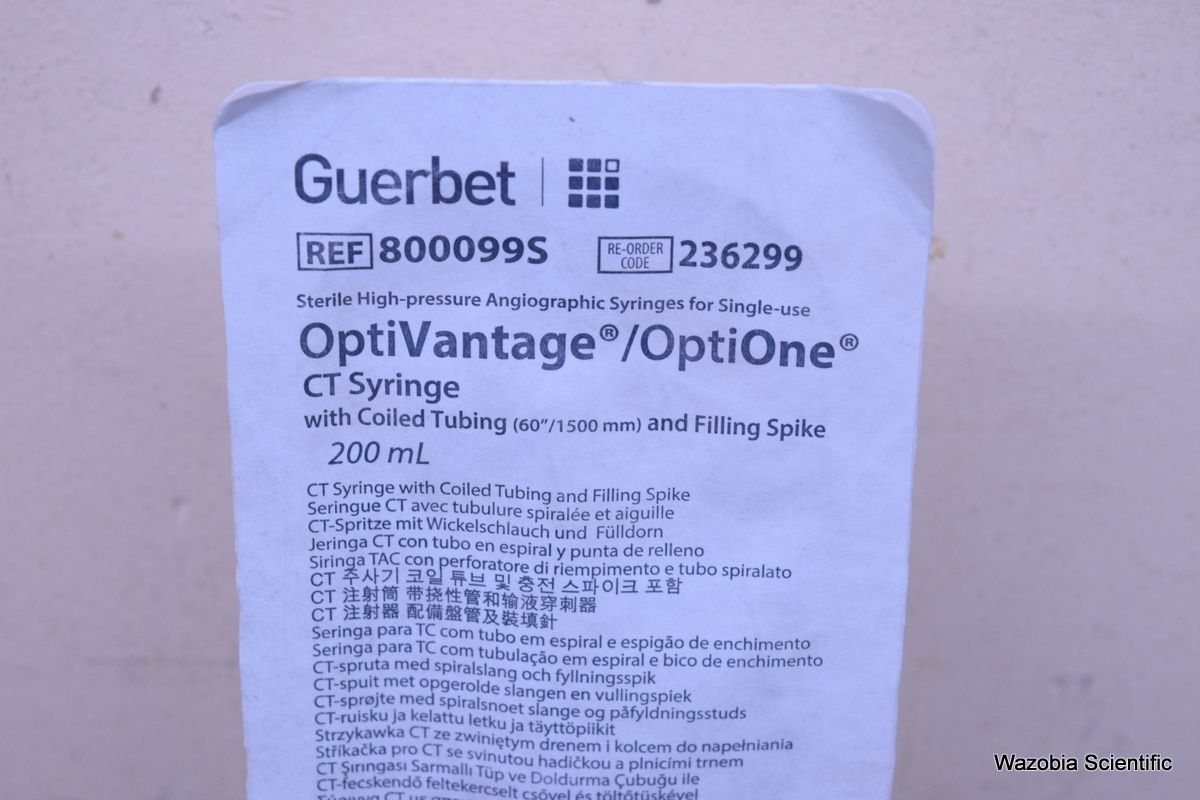 Guerbet
REF 800099S RE-ORDER CODE 236299
Sterile High-pressure Angiographic Syringes for Single-use
OptiVantage®/OptiOne®
CT Syringe
with Coiled Tubing (60"/1500 mm) and Filling Spike
200 mL
CT Syringe with Coiled Tubing and Filling Spike
Seringue CT avec tubulure spiralée et aiguille
CT-Spritze mit Wickelschlauch und Fülldorn
Jeringa CT con tubo en espiral y punta de relleno
Siringa TAC con perforatore di riempimento e tubo spiralato
CT 주사기 코일 튜브 및 충전 스파이크 포함
CT 注射筒 带挠性管和输液穿刺器
CT 注射器 配備盤管及裝填針
Seringa para TC com tubo em espiral e espigão de enchimento
Seringa para TC com tubulação em espiral e bico de enchimento
CT-spruta med spiralslang och fyllningsspik
CT-spuit met opgerolde slangen en vullingspiek
CT-sprøjte med spiralsnoet slange og påfyldningsstuds
CT-ruisku ja kelattu letku ja täyttöpiikit
Strzykawka CT ze zwiniętym drenem i kolcem do napełniania
Stříkačka pro CT se svinutou hadičkou a plnicími trnem
CT Şırıngası Sarmallı Tüp ve Doldurma Çubuğu ile
CT-fecskendő feltekercselt csővel és töltőtüskével
Wazobia Scientific